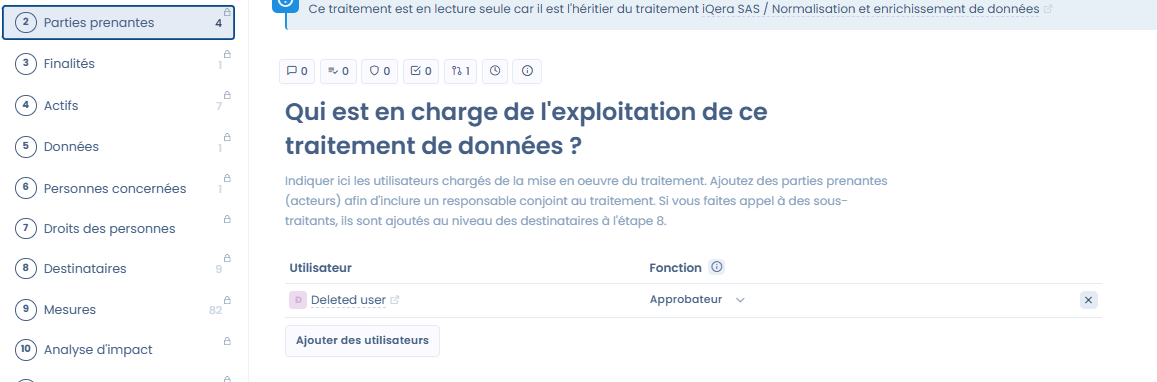 2 Parties prenantes 4
3 Finalités 1
4 Actifs 7
5 Données 1
6 Personnes concernées 1
7 Droits des personnes
8 Destinataires 9
9 Mesures 82
10 Analyse d'impact
Ce traitement est en lecture seule car il est l'héritier du traitement iQera SAS / Normalisation et enrichissement de données
0 0 0 0 1
Qui est en charge de l'exploitation de ce
traitement de données ?
Indiquer ici les utilisateurs chargés de la mise en oeuvre du traitement. Ajoutez des parties prenantes
(acteurs) afin d'inclure un responsable conjoint au traitement. Si vous faites appel à des sous-
traitants, ils sont ajoutés au niveau des destinataires à l'étape 8.
Utilisateur Fonction
D Deleted user Approbateur
Ajouter des utilisateurs